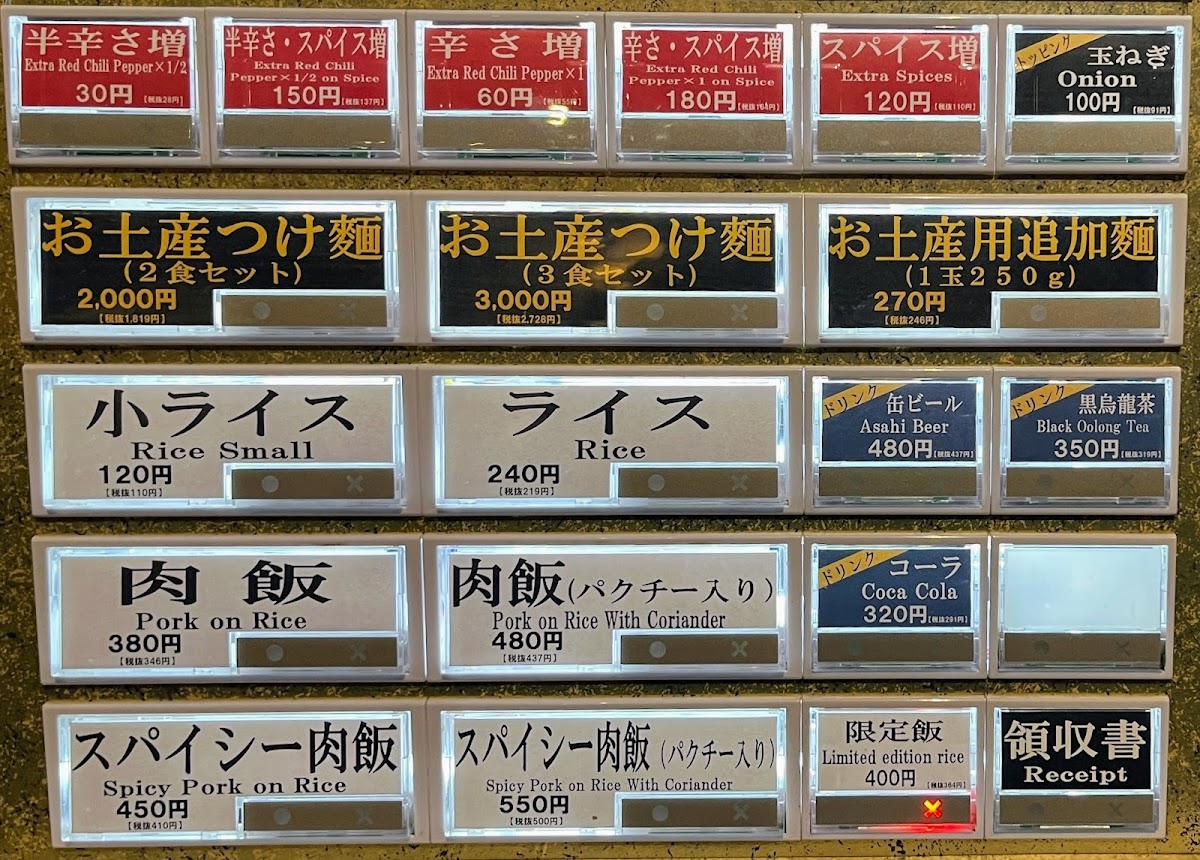 半辛さ増
Extra Red Chili Pepper×1/2
30円 [税抜28円]
半辛さ・スパイス増
Extra Red Chili
Pepper×1/2 on Spice
150円 [税抜137円]
辛さ増
Extra Red Chili Pepper×1
60円 [税抜55円]
辛さ・スパイス増
Extra Red Chili
Pepper×1 on Spice
180円 [税抜164円]
スパイス増
Extra Spices
120円 [税抜110円]
トッピング
玉ねぎ
Onion
100円 [税抜91円]
お土産つけ麺
(2食セット)
2,000円
[税抜1,819円]
お土産つけ麺
(3食セット)
3,000円
[税抜2,728円]
お土産用追加麺
(1玉250g)
270円
[税抜246円]
小ライス
Rice Small
120円
[税抜110円]
ライス
Rice
240円
[税抜219円]
ドリンク
缶ビール
Asahi Beer
480円 [税抜437円]
ドリンク
黒烏龍茶
Black Oolong Tea
350円 [税抜319円]
肉飯
Pork on Rice
380円
[税抜346円]
肉飯(パクチー入り)
Pork on Rice With Coriander
480円
[税抜437円]
ドリンク
コーラ
Coca Cola
320円 [税抜291円]
スパイシー肉飯
Spicy Pork on Rice
450円
[税抜410円]
スパイシー肉飯(パクチー入り)
Spicy Pork on Rice With Coriander
550円
[税抜500円]
限定飯
Limited edition rice
400円 [税抜364円]
領収書
Receipt